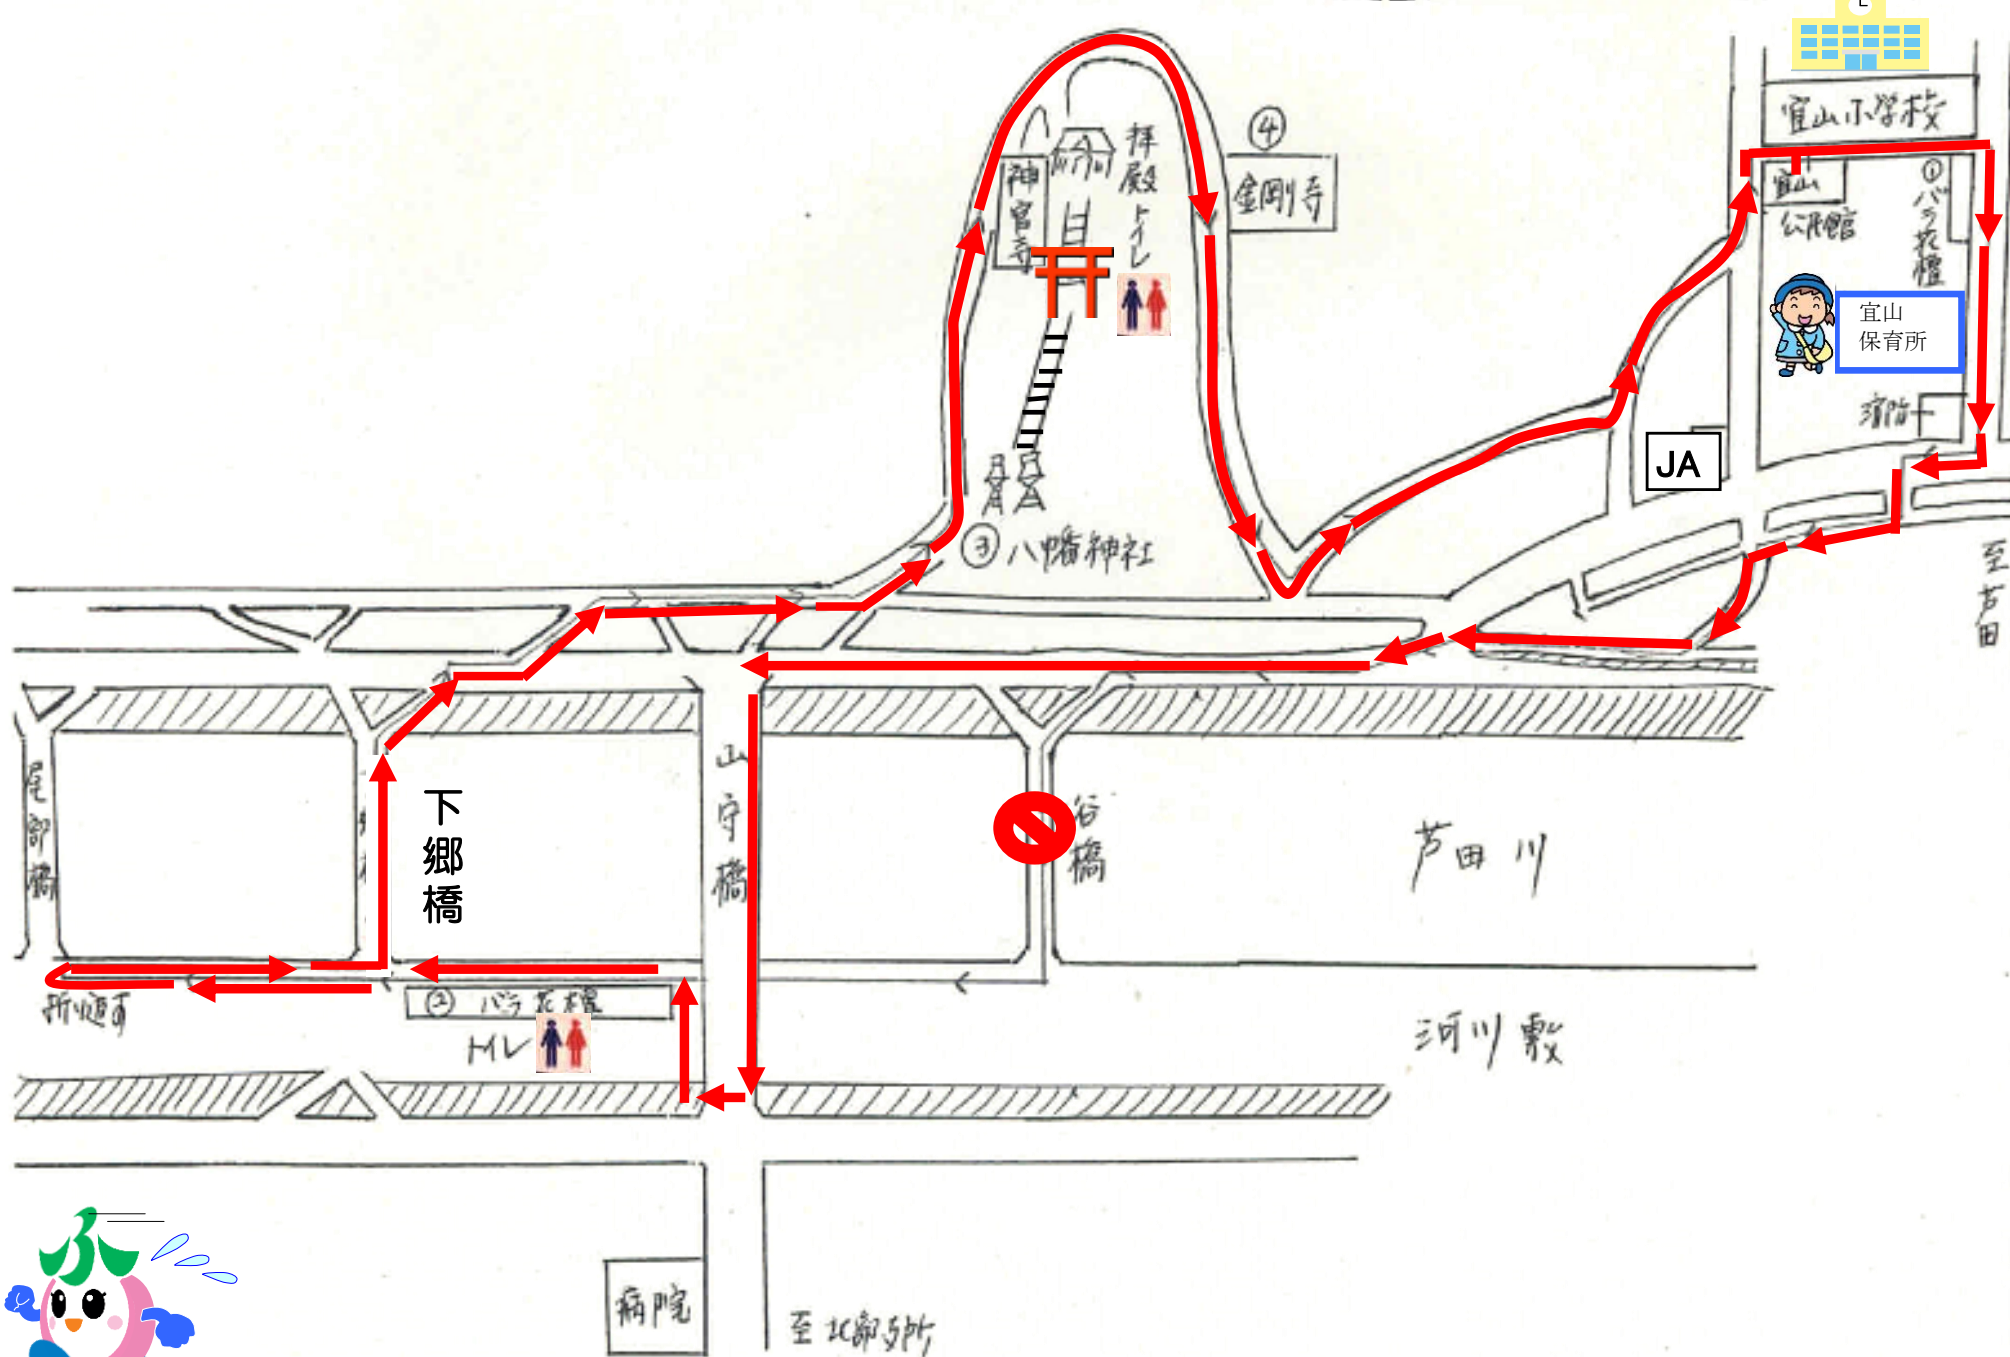 宜山小学校
④
金剛寺
拝殿
トイレ
神宮寺
宜山
公民館
①バラ花壇
宜山
保育所
消防
JA
③八幡神社
至芦田
尾部橋
下郷橋
山守橋
谷橋
芦田川
折り返す
②バラ花壇
トイレ
河川敷
病院
至北部支所